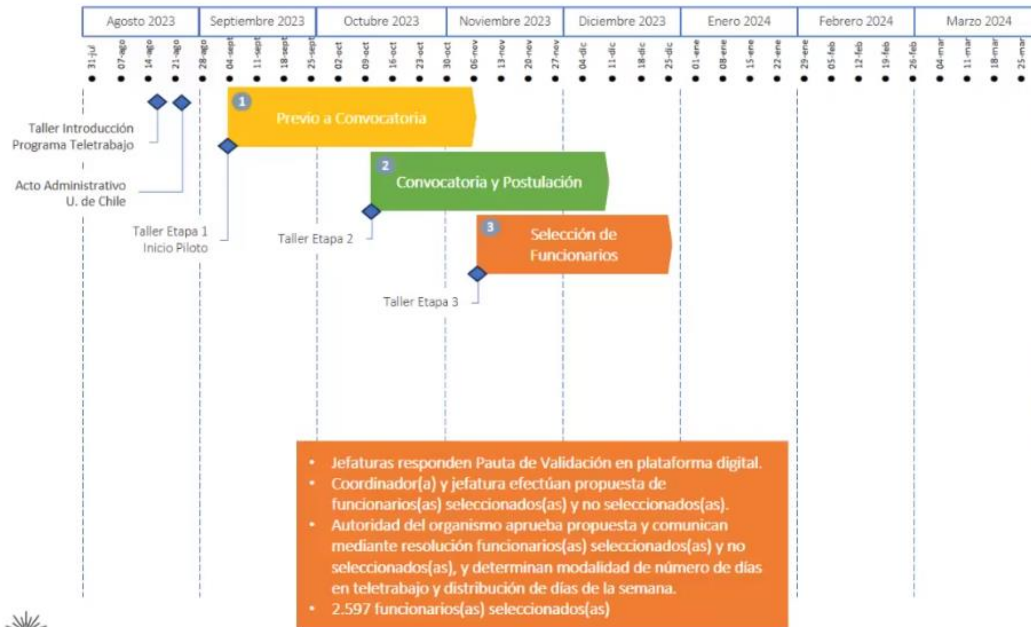 Agosto 2023 Septiembre 2023 Octubre 2023 Noviembre 2023 Diciembre 2023 Enero 2024 Febrero 2024 Marzo 2024
31-jul 07-ago 14-ago 21-ago 28-ago 04-sept 11-sept 18-sept 25-sept 02-oct 09-oct 16-oct 23-oct 30-oct 06-nov 13-nov 20-nov 27-nov 04-dic 11-dic 18-dic 25-dic 01-ene 08-ene 15-ene 22-ene 29-ene 05-feb 12-feb 19-feb 26-feb 04-mar 11-mar 18-mar 25-mar
Taller Introducción
Programa Teletrabajo
Acto Administrativo
U. de Chile
1
Previo a Convocatoria
Taller Etapa 1
Inicio Piloto
2
Convocatoria y Postulación
Taller Etapa 2
3
Selección de
Funcionarios
Taller Etapa 3
• Jefaturas responden Pauta de Validación en plataforma digital.
• Coordinador(a) y jefatura efectúan propuesta de
funcionarios(as) seleccionados(as) y no seleccionados(as).
• Autoridad del organismo aprueba propuesta y comunican
mediante resolución funcionarios(as) seleccionados(as) y no
seleccionados(as), y determinan modalidad de número de días
en teletrabajo y distribución de días de la semana.
• 2.597 funcionarios(as) seleccionados(as)